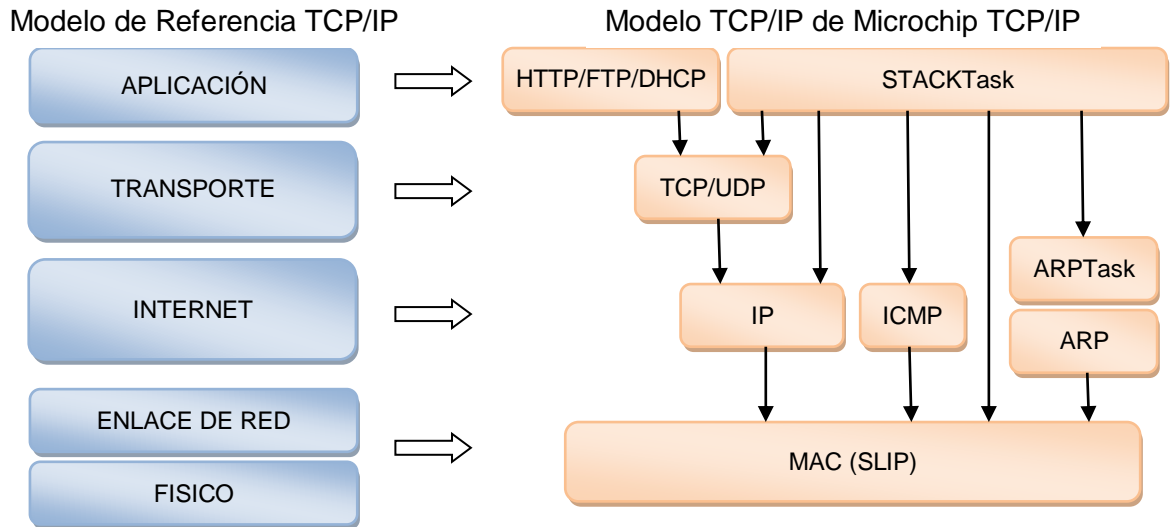 Modelo de Referencia TCP/IP
Modelo TCP/IP de Microchip TCP/IP
APLICACIÓN
HTTP/FTP/DHCP
STACKTask
TRANSPORTE
TCP/UDP
INTERNET
IP
ICMP
ARPTask
ARP
ENLACE DE RED
FISICO
MAC (SLIP)